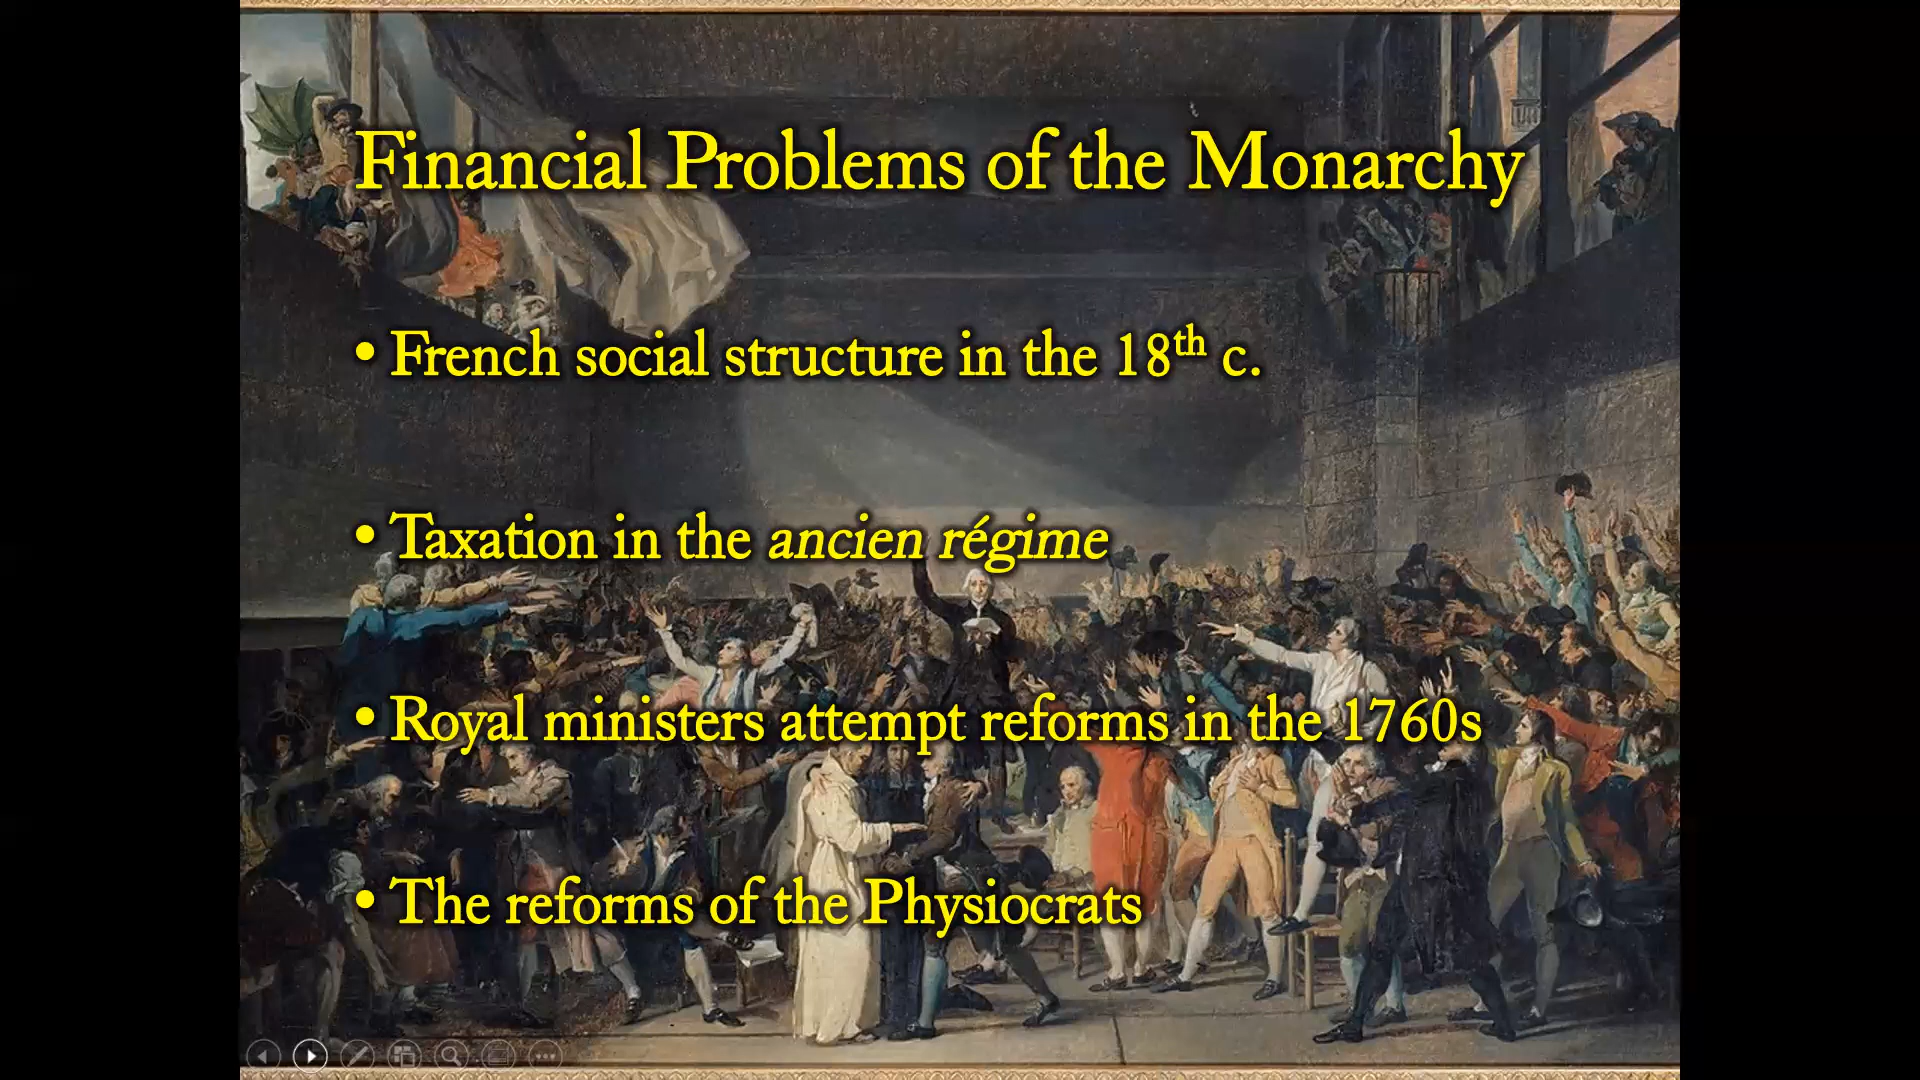 Financial Problems of the Monarchy
• French social structure in the 18th c.
• Taxation in the ancien régime
• Royal ministers attempt reforms in the 1760s
• The reforms of the Physiocrats